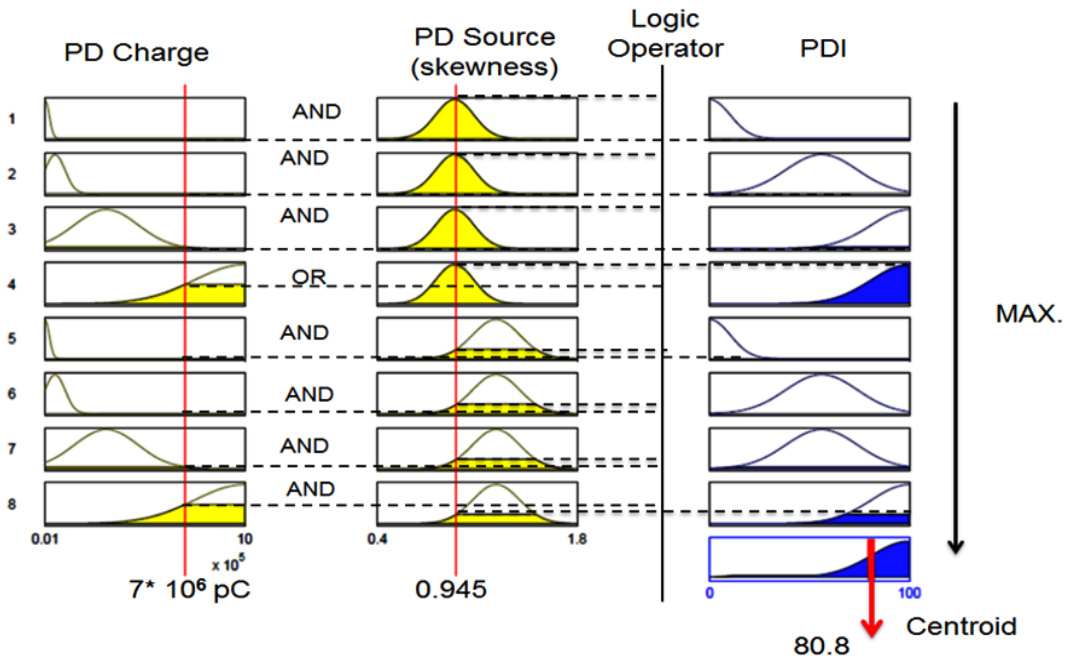 PD Charge
PD Source
(skewness)
Logic
Operator
PDI
1
AND
2
AND
3
AND
4
OR
5
AND
6
AND
7
AND
8
AND
MAX.
0.01
10
x 10⁵
0.4
1.8
7* 10⁶ pC
0.945
0
100
Centroid
80.8